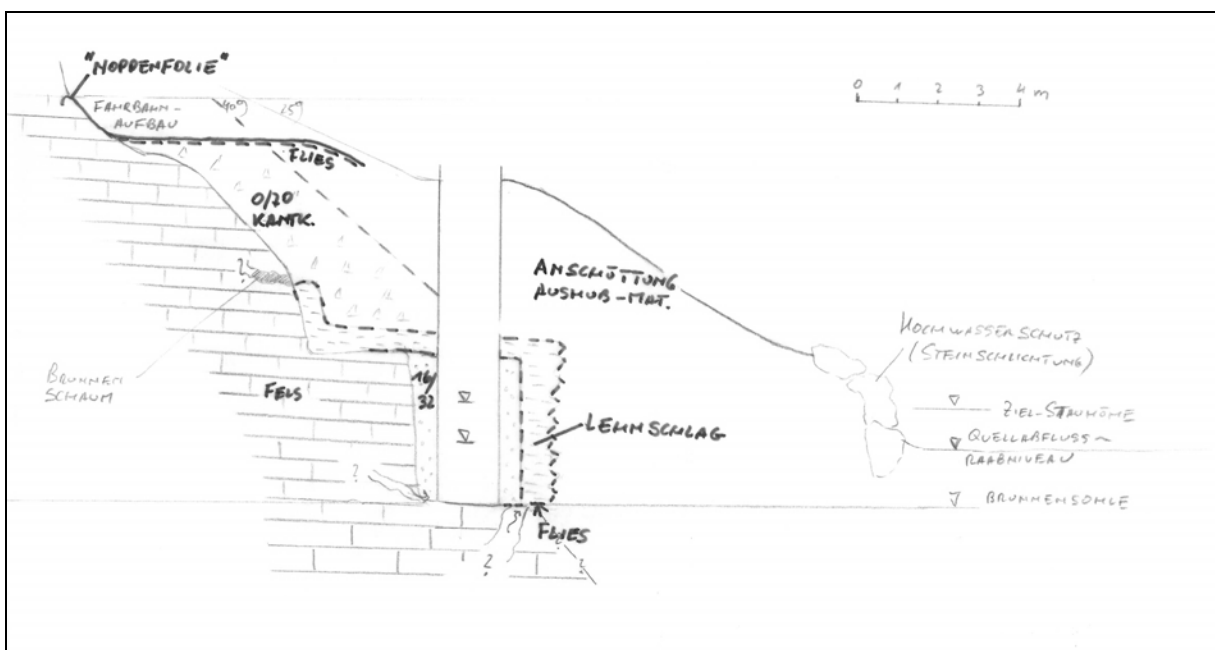 "NOPPENFOLIE"
FAHRBAHN-
AUFBAU
40°
25°
0 1 2 3 4 m
FLIES
0/70
KANTK.
?
ANSCHÜTTUNG
AUSHUB-MAT.
HOCHWASSERSCHUTZ
(STEINSCHLICHTUNG)
BRUNNEN
SCHAUM
FELS
16/
32
ZIEL-STAUHÖHE
LEHMSCHLAG
QUELLABFLUSS~
RAABNIVEAU
?
BRUNNENSOHLE
FLIES
?
?